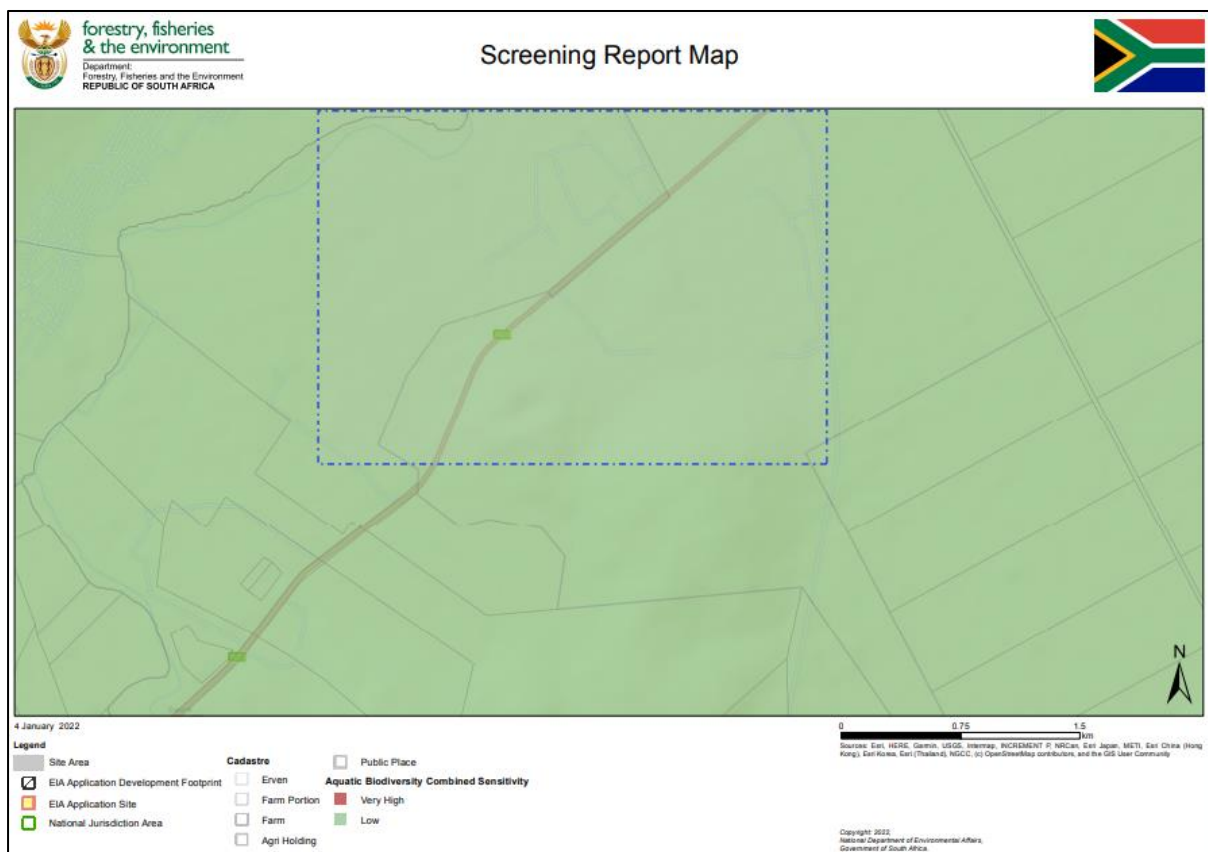 forestry, fisheries
& the environment
Department:
Forestry, Fisheries and the Environment
REPUBLIC OF SOUTH AFRICA
Screening Report Map
N
4 January 2022
0 0.75 1.5
km
Sources: Esri, HERE, Garmin, USGS, Intermap, INCREMENT P, NRCan, Esri Japan, METI, Esri China (Hong
Kong), Esri Korea, Esri (Thailand), NGCC, (c) OpenStreetMap contributors, and the GIS User Community
Legend
Site Area
EIA Application Development Footprint
EIA Application Site
National Jurisdiction Area
Cadastre
Erven
Farm Portion
Farm
Agri Holding
Public Place
Aquatic Biodiversity Combined Sensitivity
Very High
Low
Copyright: 2022,
National Department of Environmental Affairs,
Government of South Africa.